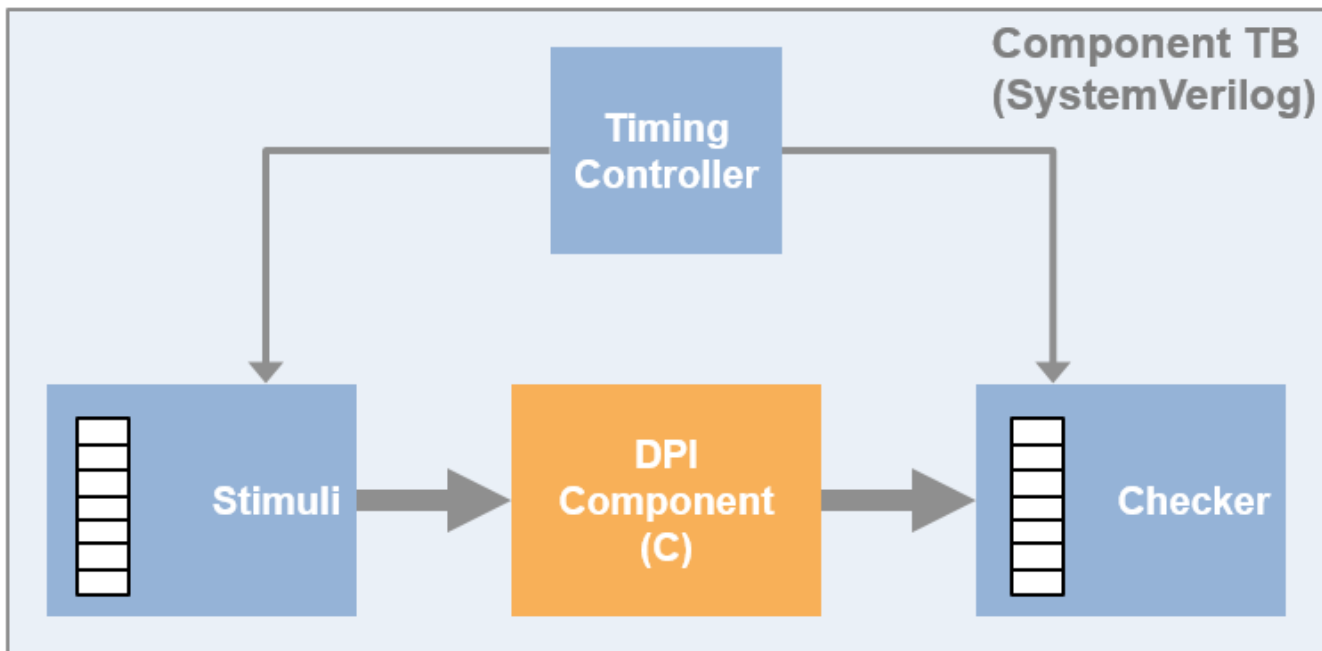 Component TB
(SystemVerilog)
Timing
Controller
Stimuli
DPI
Component
(C)
Checker